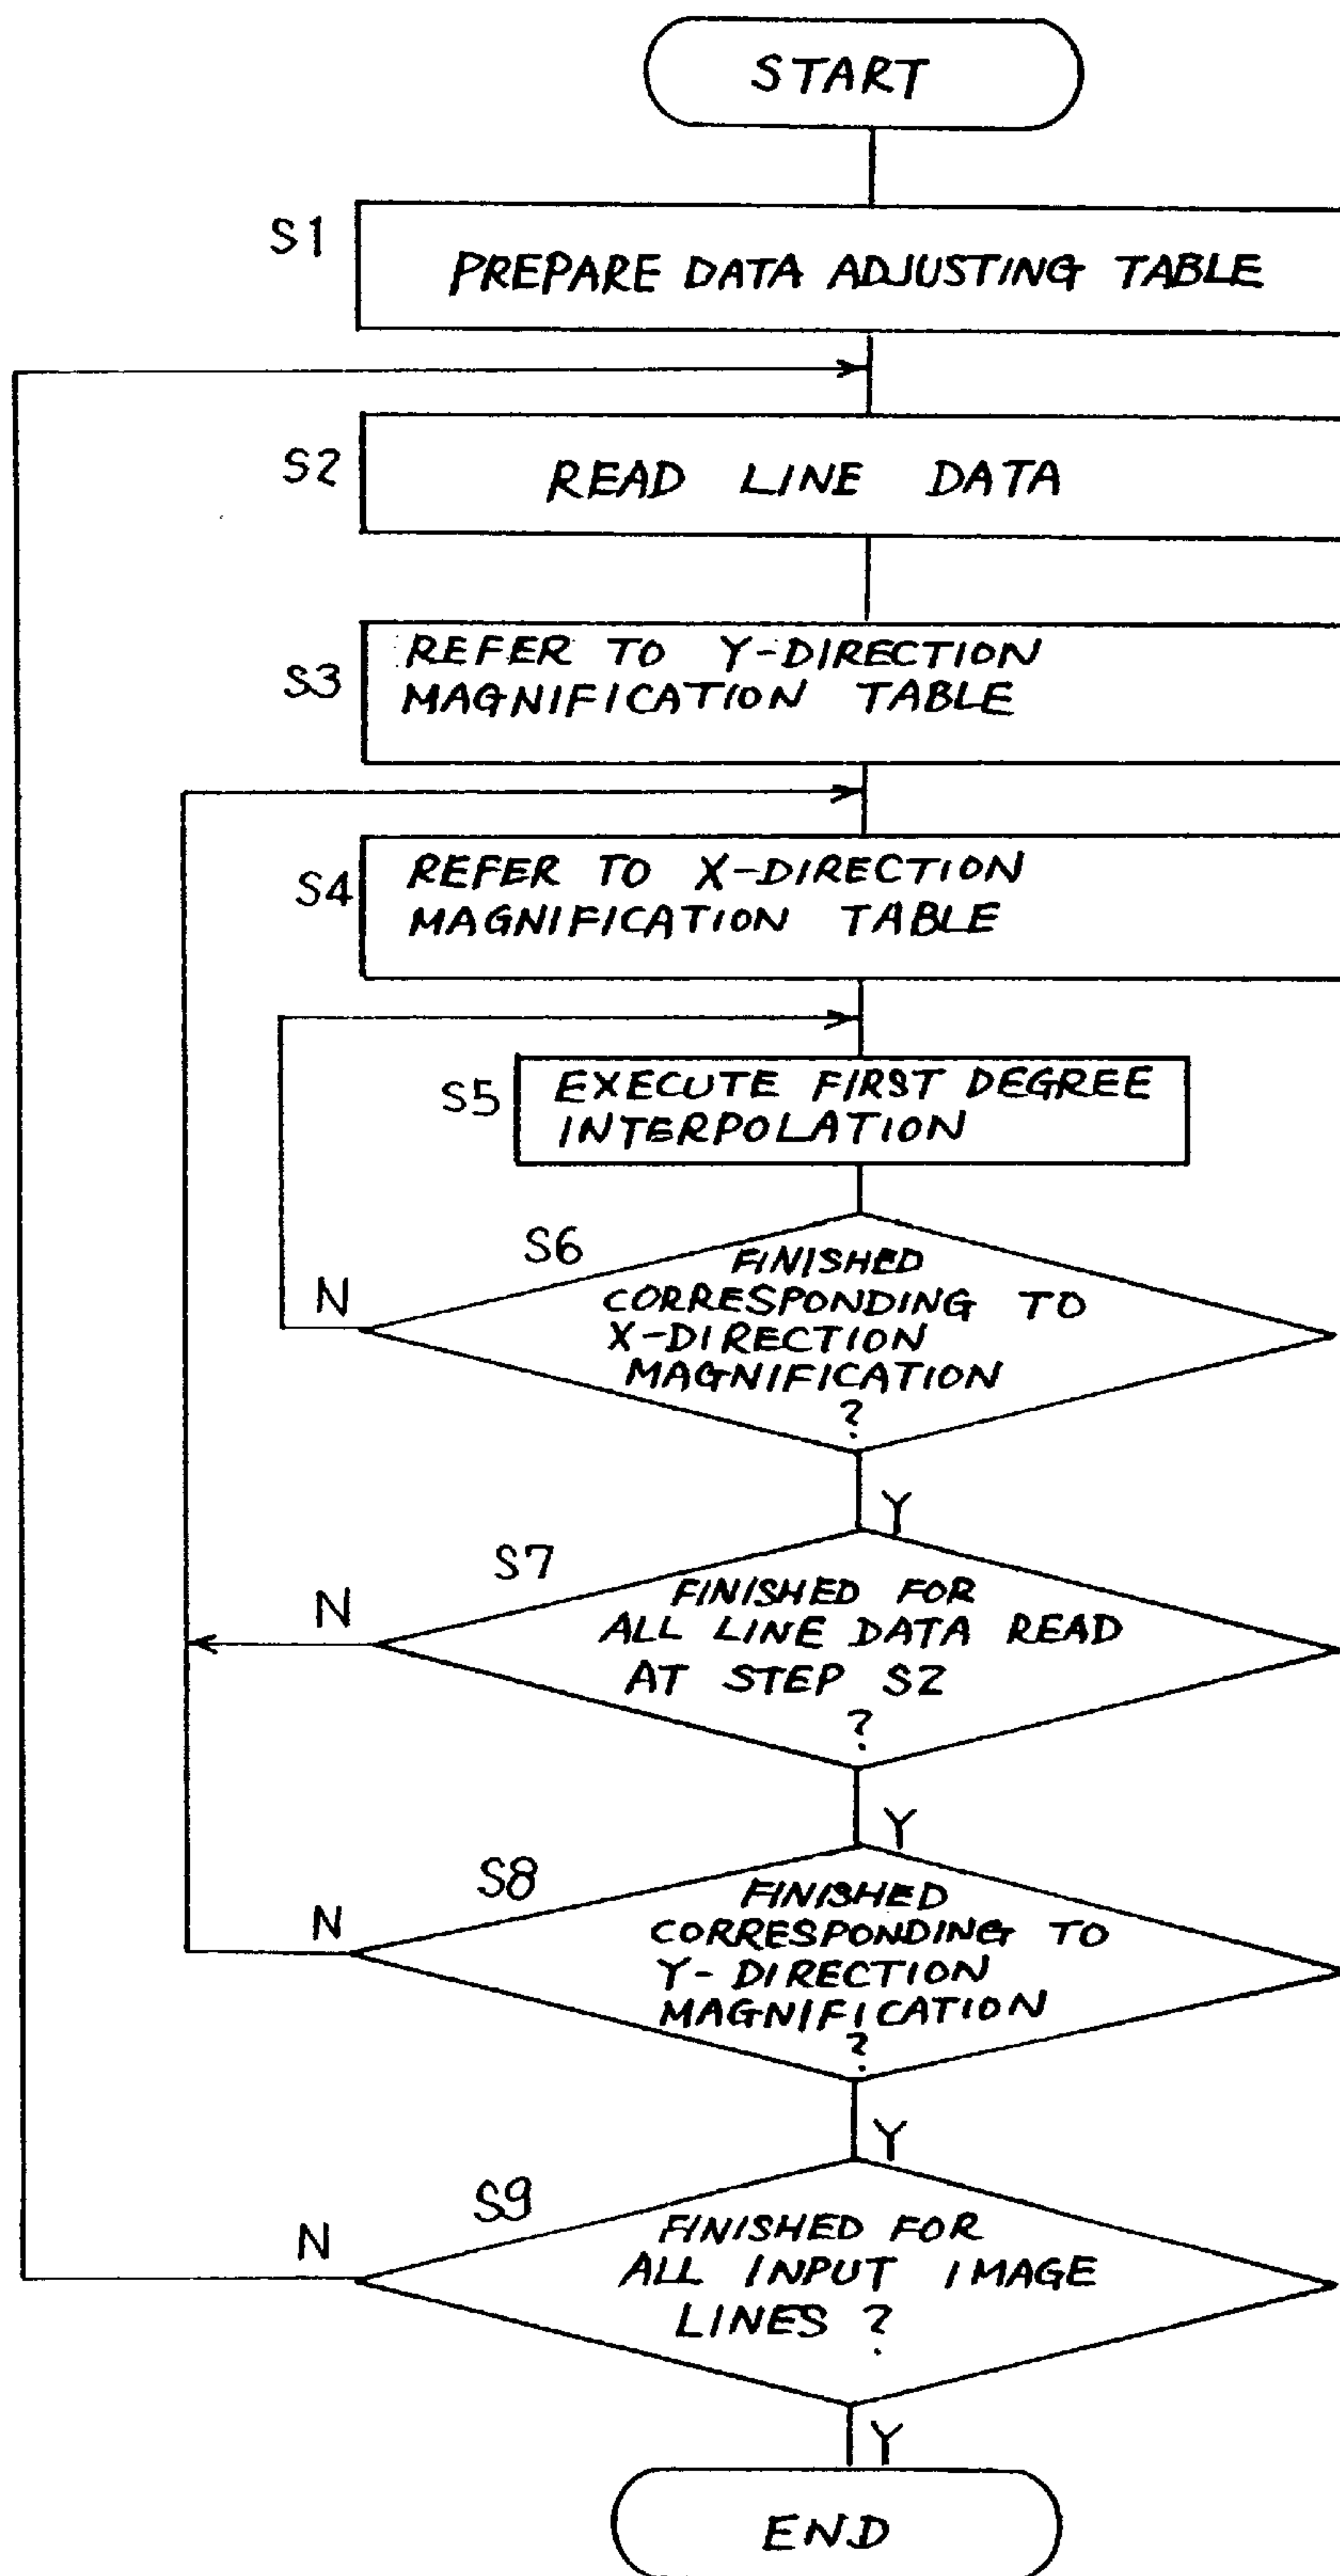 START
S1
PREPARE DATA ADJUSTING TABLE
S2
READ LINE DATA
S3
REFER TO Y-DIRECTION
MAGNIFICATION TABLE
S4
REFER TO X-DIRECTION
MAGNIFICATION TABLE
S5
EXECUTE FIRST DEGREE
INTERPOLATION
S6
N
FINISHED
CORRESPONDING TO
X-DIRECTION
MAGNIFICATION
?
Y
S7
N
FINISHED FOR
ALL LINE DATA READ
AT STEP S2
?
Y
S8
N
FINISHED
CORRESPONDING TO
Y-DIRECTION
MAGNIFICATION
?
Y
S9
N
FINISHED FOR
ALL INPUT IMAGE
LINES ?
Y
END